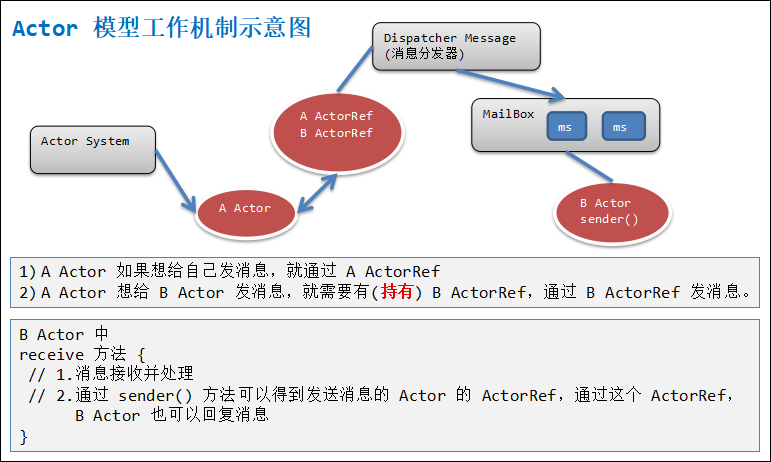 Actor 模型工作机制示意图
Dispatcher Message
(消息分发器)
A ActorRef
B ActorRef
MailBox
ms
ms
Actor System
A Actor
B Actor
sender()
1)A Actor 如果想给自己发消息，就通过 A ActorRef
2)A Actor 想给 B Actor 发消息，就需要有(持有) B ActorRef，通过 B ActorRef 发消息。
B Actor 中
receive 方法 {
// 1.消息接收并处理
// 2.通过 sender() 方法可以得到发送消息的 Actor 的 ActorRef，通过这个 ActorRef，
B Actor 也可以回复消息
}